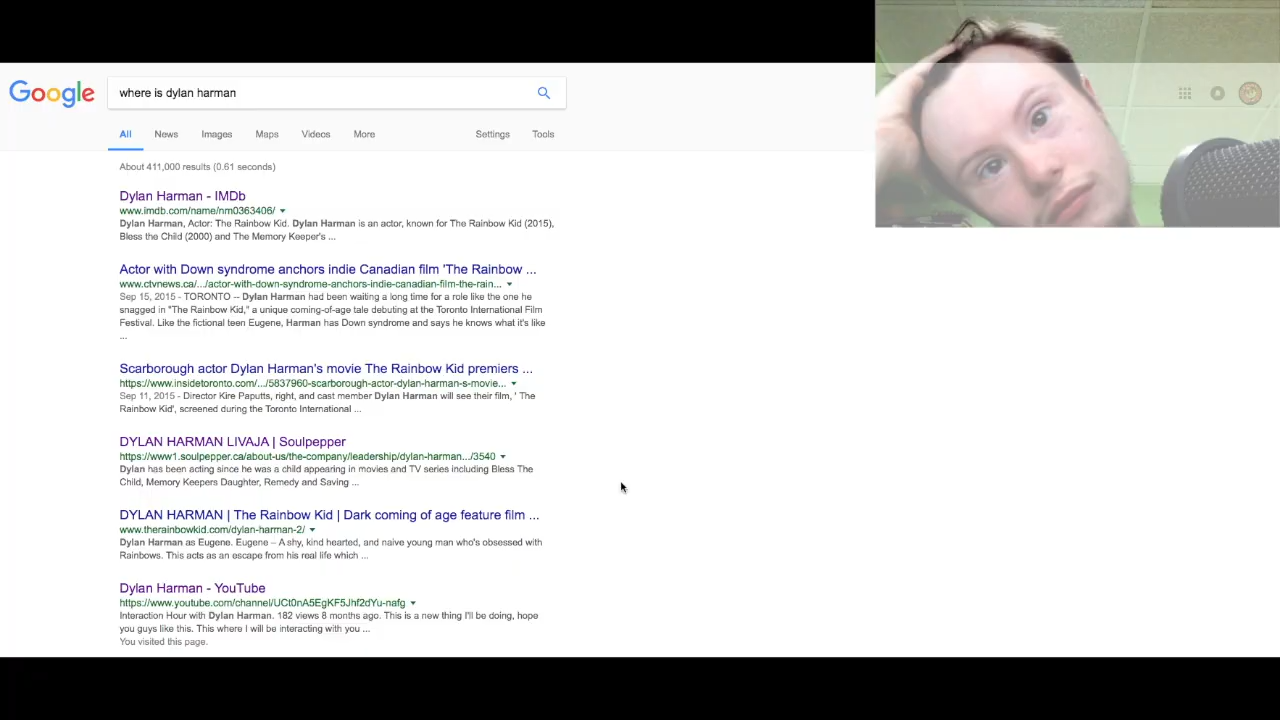 Google
where is dylan harman
All News Images Maps Videos More Settings Tools
About 411,000 results (0.61 seconds)
Dylan Harman - IMDb
www.imdb.com/name/nm0363406/
Dylan Harman, Actor: The Rainbow Kid. Dylan Harman is an actor, known for The Rainbow Kid (2015),
Bless the Child (2000) and The Memory Keeper's ...
Actor with Down syndrome anchors indie Canadian film 'The Rainbow ...
www.ctvnews.ca/.../actor-with-down-syndrome-anchors-indie-canadian-film-the-rain...
Sep 15, 2015 - TORONTO -- Dylan Harman had been waiting a long time for a role like the one he
snagged in "The Rainbow Kid," a unique coming-of-age tale debuting at the Toronto International Film
Festival. Like the fictional teen Eugene, Harman has Down syndrome and says he knows what it's like
...
Scarborough actor Dylan Harman's movie The Rainbow Kid premiers ...
https://www.insidetoronto.com/.../5837960-scarborough-actor-dylan-harman-s-movie...
Sep 11, 2015 - Director Kire Paputts, right, and cast member Dylan Harman will see their film, ' The
Rainbow Kid', screened during the Toronto International ...
DYLAN HARMAN LIVAJA | Soulpepper
https://www1.soulpepper.ca/about-us/the-company/leadership/dylan-harman.../3540
Dylan has been acting since he was a child appearing in movies and TV series including Bless The
Child, Memory Keepers Daughter, Remedy and Saving ...
DYLAN HARMAN | The Rainbow Kid | Dark coming of age feature film ...
www.therainbowkid.com/dylan-harman-2/
Dylan Harman as Eugene. Eugene – A shy, kind hearted, and naive young man who's obsessed with
Rainbows. This acts as an escape from his real life which ...
Dylan Harman - YouTube
https://www.youtube.com/channel/UCt0nA5EgKF5Jhf2dYu-nafg
Interaction Hour with Dylan Harman. 182 views 8 months ago. This is a new thing I'll be doing, hope
you guys like this. This where I will be interacting with you ...
You visited this page.